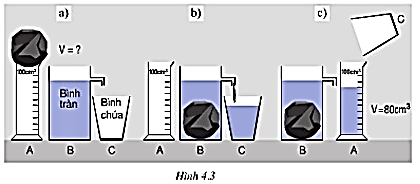 a)
b)
c)
V = ?
100cm³
Bình
tràn
Bình
chứa
A
B
C
100cm³
A
B
C
C
100cm³
V=80cm³
B
A
Hình 4.3